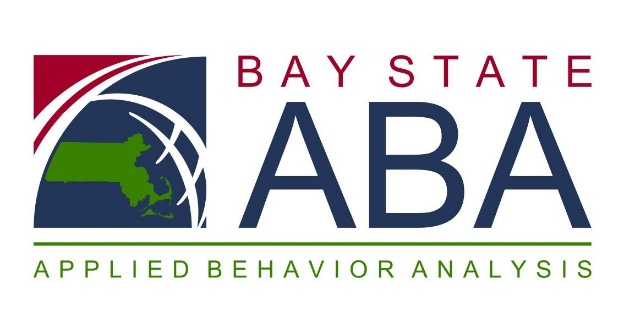 BAY STATE
ABA
APPLIED BEHAVIOR ANALYSIS